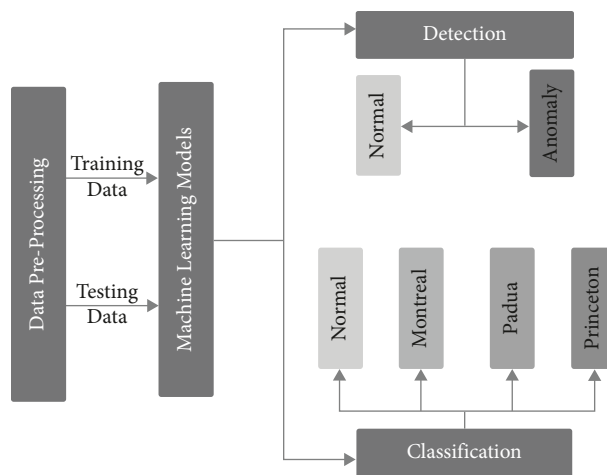 Data Pre-Processing
Training
Data
Testing
Data
Machine Learning Models
Detection
Normal
Anomaly
Normal
Montreal
Padua
Princeton
Classification